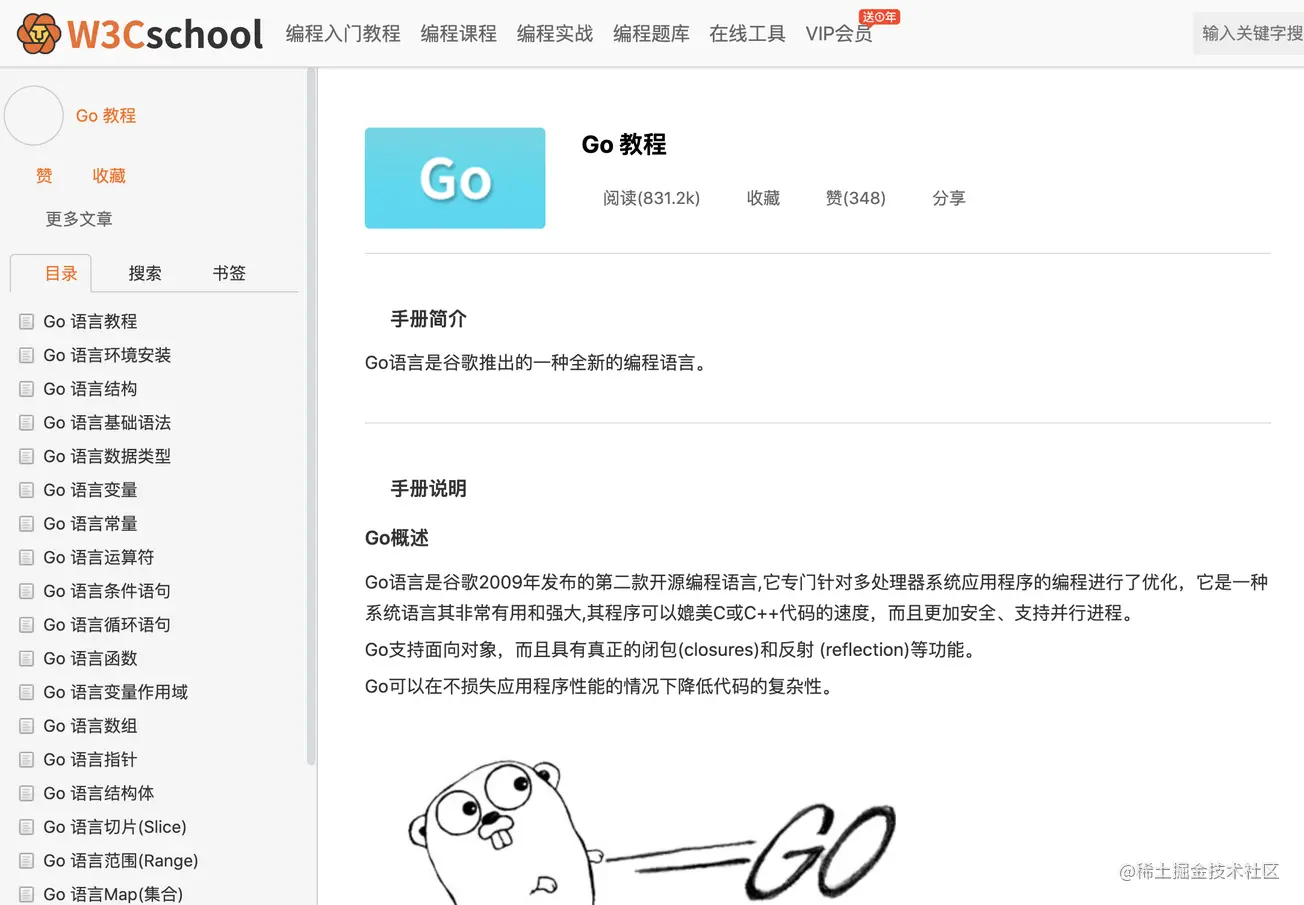 W3Cschool 编程入门教程 编程课程 编程实战 编程题库 在线工具 VIP会员 送①年 输入关键字搜
Go 教程
赞 收藏
更多文章
目录 搜索 书签
Go 语言教程
Go 语言环境安装
Go 语言结构
Go 语言基础语法
Go 语言数据类型
Go 语言变量
Go 语言常量
Go 语言运算符
Go 语言条件语句
Go 语言循环语句
Go 语言函数
Go 语言变量作用域
Go 语言数组
Go 语言指针
Go 语言结构体
Go 语言切片(Slice)
Go 语言范围(Range)
Go 语言Map(集合)
Go
Go 教程
阅读(831.2k) 收藏 赞(348) 分享
手册简介
Go语言是谷歌推出的一种全新的编程语言。
手册说明
Go概述
Go语言是谷歌2009年发布的第二款开源编程语言,它专门针对多处理器系统应用程序的编程进行了优化，它是一种
系统语言其非常有用和强大,其程序可以媲美C或C++代码的速度，而且更加安全、支持并行进程。
Go支持面向对象，而且具有真正的闭包(closures)和反射 (reflection)等功能。
Go可以在不损失应用程序性能的情况下降低代码的复杂性。
GO
@稀土掘金技术社区